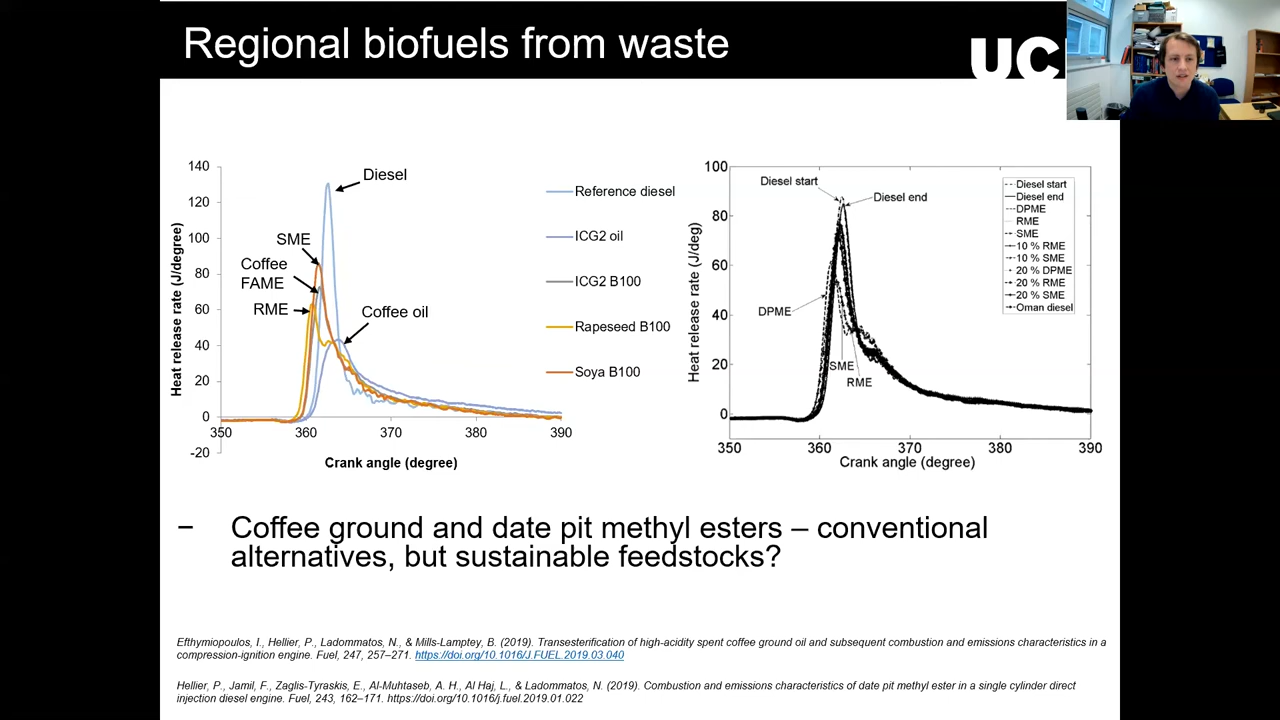 Regional biofuels from waste
UC
140
120
100
80
60
40
20
0
-20
350
360
370
380
390
Heat release rate (J/degree)
Crank angle (degree)
Diesel
SME
Coffee
FAME
RME
Coffee oil
Reference diesel
ICG2 oil
ICG2 B100
Rapeseed B100
Soya B100
100
80
60
40
20
0
350
360
370
380
390
Heat release rate (J/deg)
Crank angle (degree)
Diesel start
Diesel end
DPME
SME
RME
Diesel start
Diesel end
DPME
RME
SME
10 % RME
10 % SME
20 % DPME
20 % RME
20 % SME
Oman diesel
– Coffee ground and date pit methyl esters – conventional
alternatives, but sustainable feedstocks?
Efthymiopoulos, I., Hellier, P., Ladommatos, N., & Mills-Lamptey, B. (2019). Transesterification of high-acidity spent coffee ground oil and subsequent combustion and emissions characteristics in a
compression-ignition engine. Fuel, 247, 257–271. https://doi.org/10.1016/J.FUEL.2019.03.040
Hellier, P., Jamil, F., Zaglis-Tyraskis, E., Al-Muhtaseb, A. H., Al Haj, L., & Ladommatos, N. (2019). Combustion and emissions characteristics of date pit methyl ester in a single cylinder direct
injection diesel engine. Fuel, 243, 162–171. https://doi.org/10.1016/j.fuel.2019.01.022